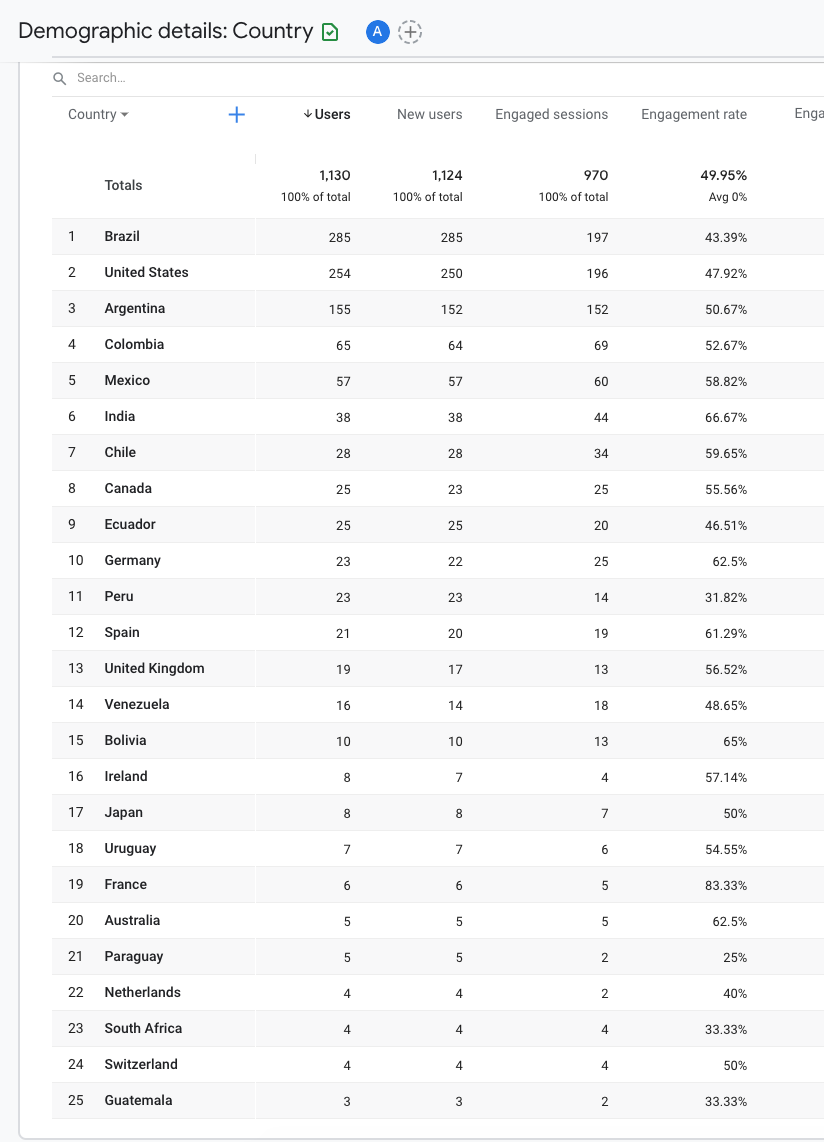 Demographic details: Country A
Search...
Country Users New users Engaged sessions Engagement rate Enga
Totals 1,130 1,124 970 49.95%
100% of total 100% of total 100% of total Avg 0%
1 Brazil 285 285 197 43.39%
2 United States 254 250 196 47.92%
3 Argentina 155 152 152 50.67%
4 Colombia 65 64 69 52.67%
5 Mexico 57 57 60 58.82%
6 India 38 38 44 66.67%
7 Chile 28 28 34 59.65%
8 Canada 25 23 25 55.56%
9 Ecuador 25 25 20 46.51%
10 Germany 23 22 25 62.5%
11 Peru 23 23 14 31.82%
12 Spain 21 20 19 61.29%
13 United Kingdom 19 17 13 56.52%
14 Venezuela 16 14 18 48.65%
15 Bolivia 10 10 13 65%
16 Ireland 8 7 4 57.14%
17 Japan 8 8 7 50%
18 Uruguay 7 7 6 54.55%
19 France 6 6 5 83.33%
20 Australia 5 5 5 62.5%
21 Paraguay 5 5 2 25%
22 Netherlands 4 4 2 40%
23 South Africa 4 4 4 33.33%
24 Switzerland 4 4 4 50%
25 Guatemala 3 3 2 33.33%